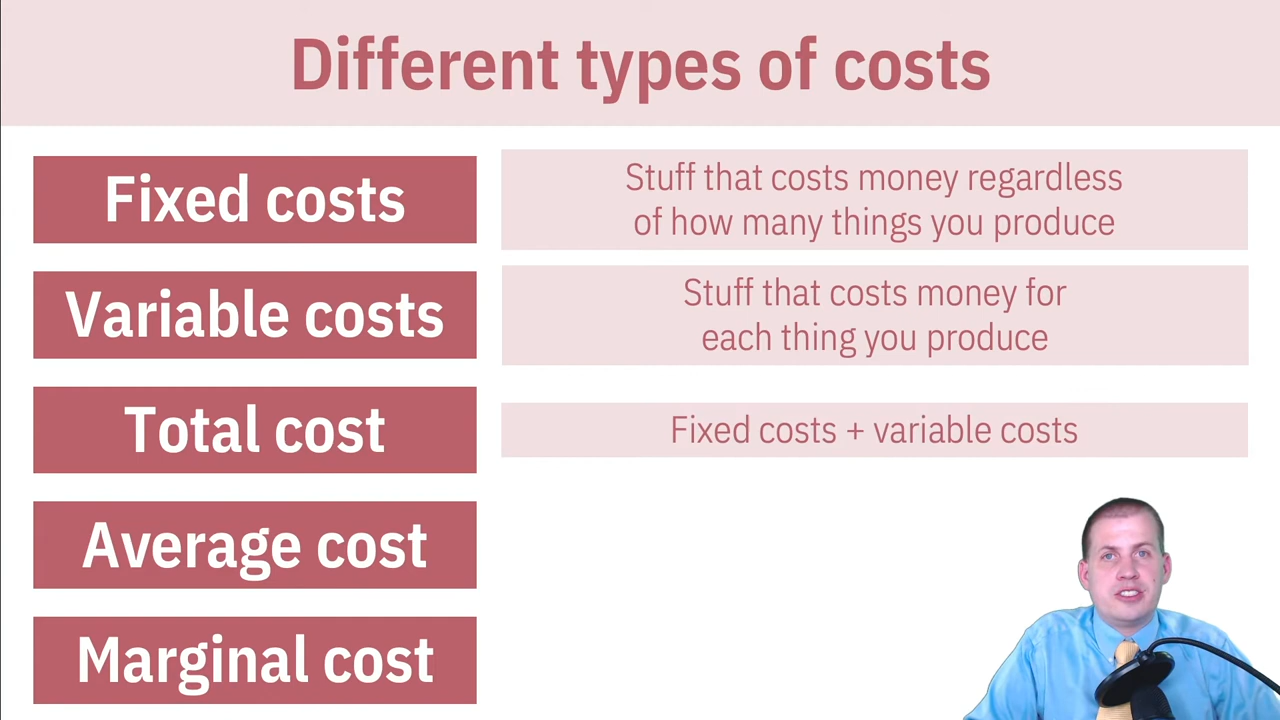 Different types of costs
Fixed costs
Stuff that costs money regardless
of how many things you produce
Variable costs
Stuff that costs money for
each thing you produce
Total cost
Fixed costs + variable costs
Average cost
Marginal cost